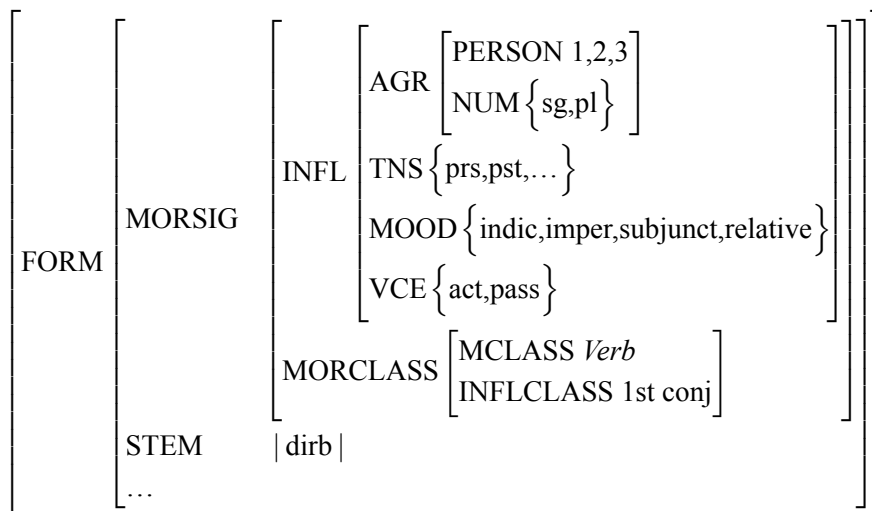 PERSON 1,2,3
AGR
NUM {sg,pl}
INFL TNS {prs,pst,…}
MORSIG
MOOD {indic,imper,subjunct,relative}
FORM
VCE {act,pass}
MCLASS Verb
MORCLASS
INFLCLASS 1st conj
STEM | dirb |
…